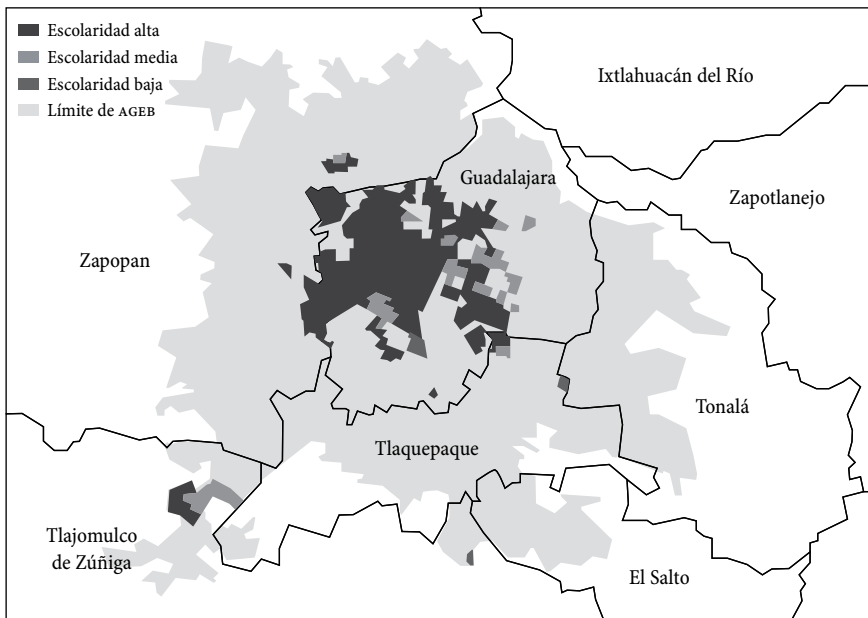 Escolaridad alta
Escolaridad media
Escolaridad baja
Límite de AGEB
Ixtlahuacán del Río
Guadalajara
Zapotlanejo
Zapopan
Tonalá
Tlaquepaque
Tlajomulco
de Zúñiga
El Salto